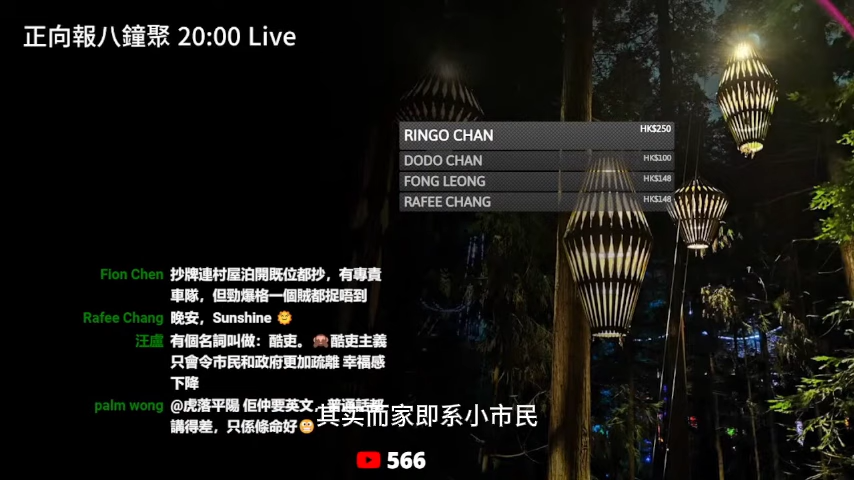 正向報八鐘聚 20:00 Live
RINGO CHAN HK$250
DODO CHAN HK$100
FONG LEONG HK$148
RAFEE CHANG HK$148
Fion Chen 抄牌連村屋泊開既位都抄，有專責
車隊，但勁爆格一個賊都捉唔到
Rafee Chang 晚安，Sunshine 🌞
汪盧 有個名詞叫做：酷吏。🙈酷吏主義
只會令市民和政府更加疏離 幸福感
下降
palm wong @虎落平陽 佢仲要英文，普通話都
講得差，只係條命好😬
其实而家即系小市民
566